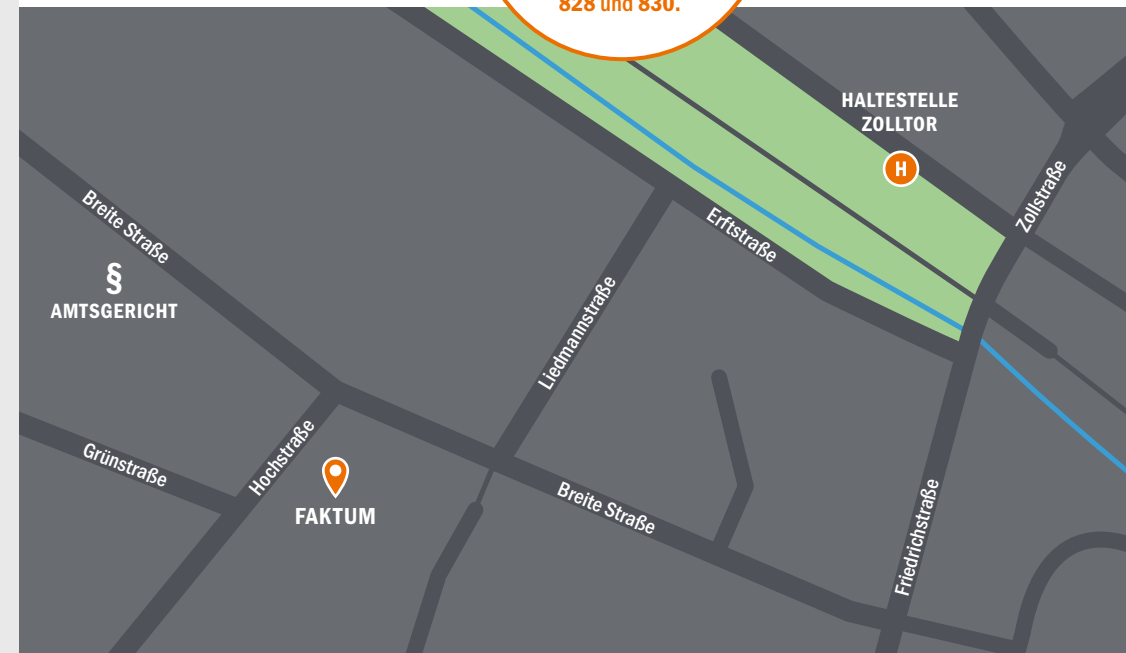 828 und 830.
HALTESTELLE
ZOLLTOR
H
Zollstraße
Breite Straße
Erftstraße
§
AMTSGERICHT
Liedmannstraße
Grünstraße
Hochstraße
FAKTUM
Breite Straße
Friedrichstraße